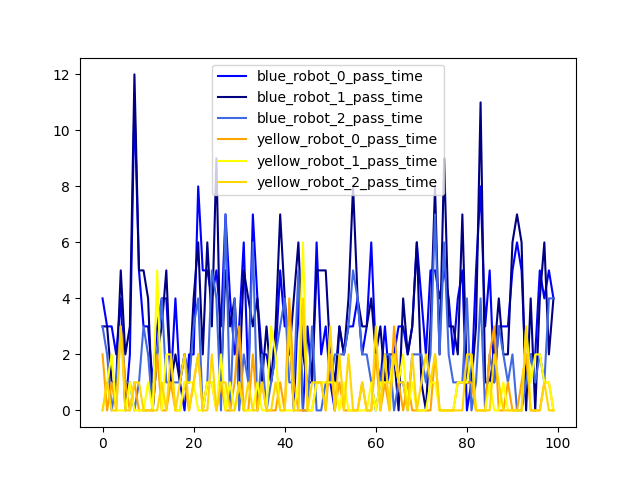 12
10
8
6
4
2
0
blue_robot_0_pass_time
blue_robot_1_pass_time
blue_robot_2_pass_time
yellow_robot_0_pass_time
yellow_robot_1_pass_time
yellow_robot_2_pass_time
0 20 40 60 80 100